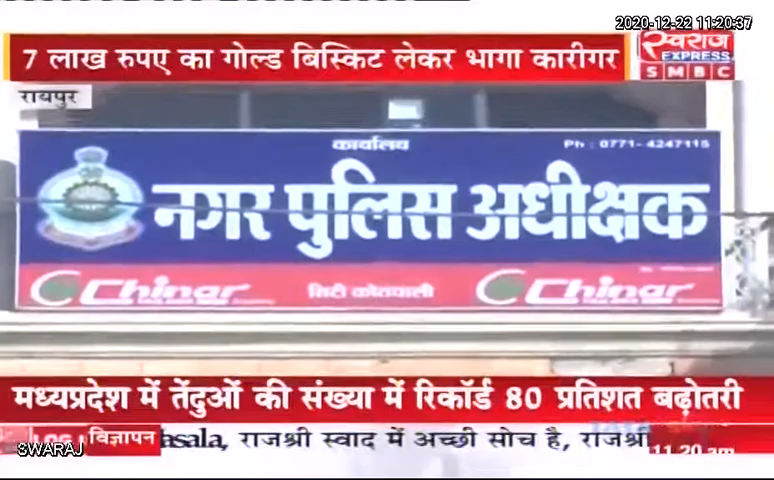 2020-12-22 11:20:37
7 लाख रुपए का गोल्ड बिस्किट लेकर भागा कारीगर
स्वराज
EXPRESS
SMBC
रायपुर
कार्यालय
Ph : 0771- 4247115
नगर पुलिस अधीक्षक
Chinar
सिटी कोतवाली
Chinar
मध्यप्रदेश में तेंदुओं की संख्या में रिकॉर्ड 80 प्रतिशत बढ़ोतरी
विज्ञापन
asala, राजश्री स्वाद में अच्छी सोच है, राजश्री
SWARAJ
11.20 am